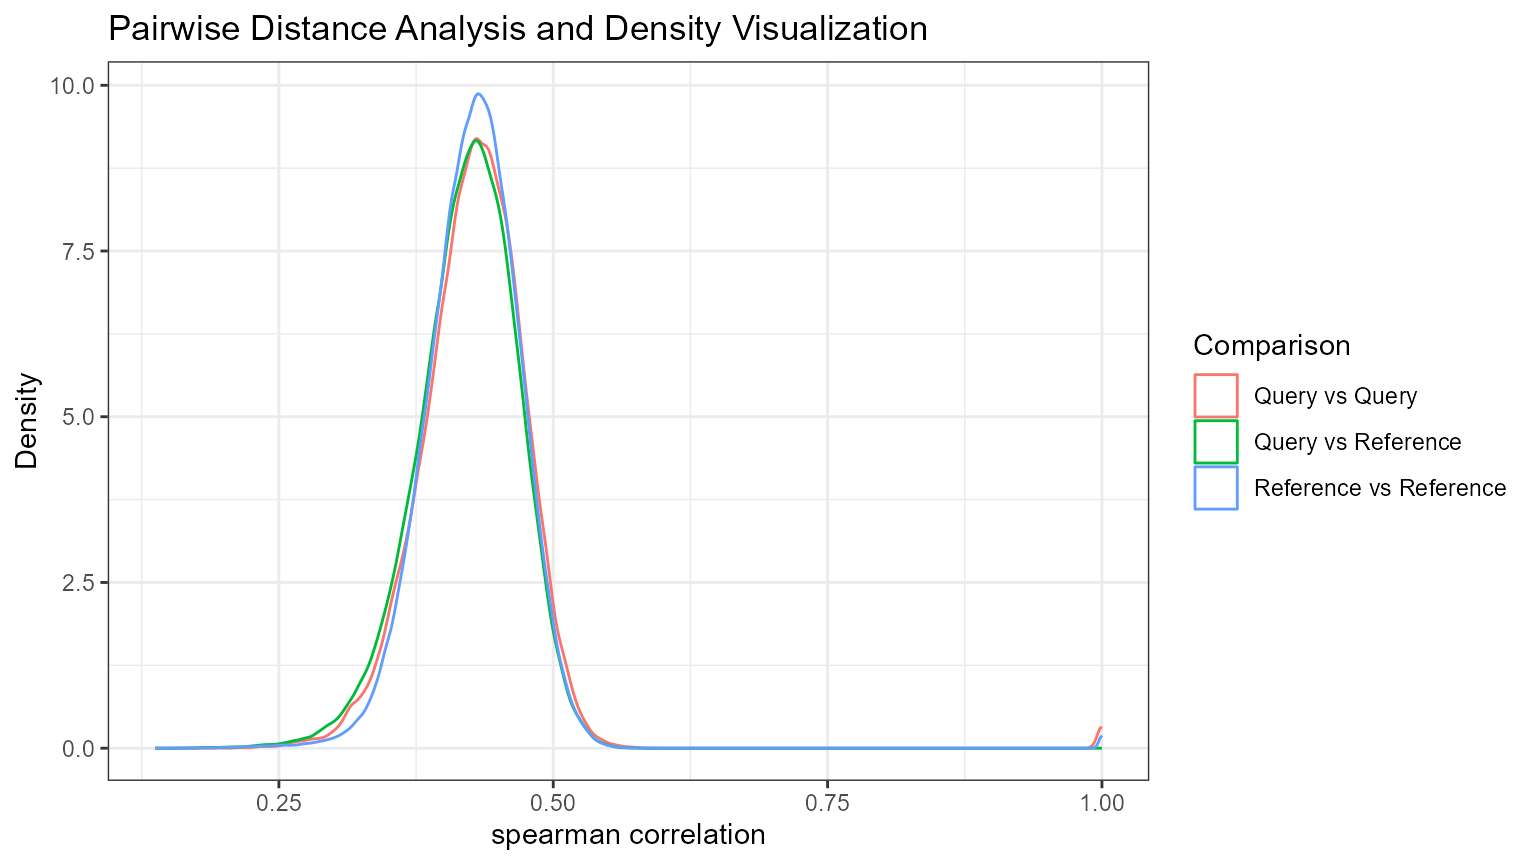 Pairwise Distance Analysis and Density Visualization
10.0
7.5
5.0
2.5
0.0
Density
0.25 0.50 0.75 1.00
spearman correlation
Comparison
Query vs Query
Query vs Reference
Reference vs Reference